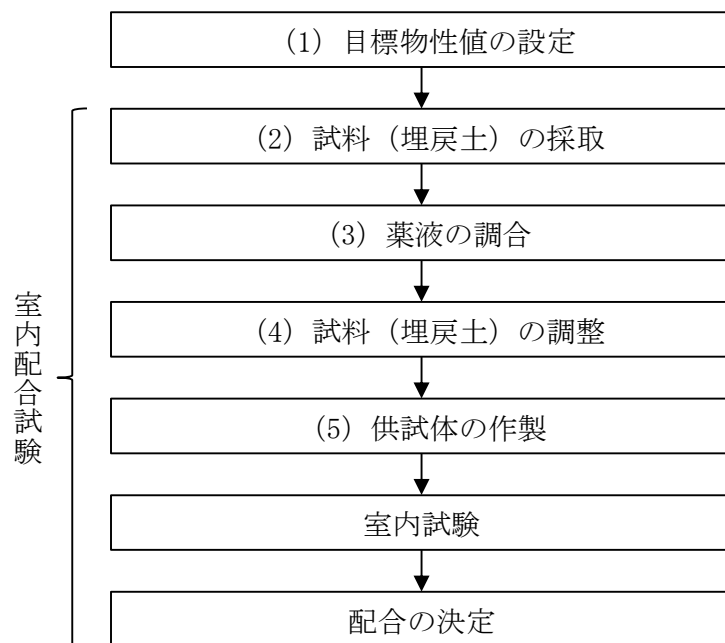 (1) 目標物性値の設定
(2) 試料（埋戻土）の採取
(3) 薬液の調合
(4) 試料（埋戻土）の調整
(5) 供試体の作製
室内試験
配合の決定
室内配合試験